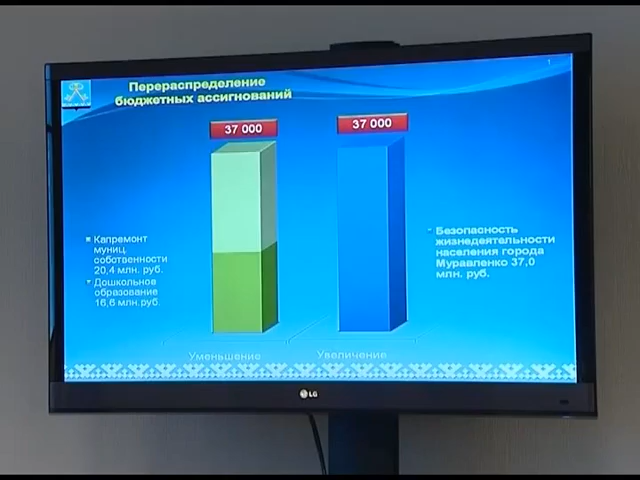 1
Перераспределение
бюджетных ассигнований
37 000
37 000
Капремонт
муниц.
собственности
20,4 млн. руб.
Дошкольное
образование
16,6 млн.руб.
Безопасность
жизнедеятельности
населения города
Муравленко 37,0
млн. руб.
Уменьшение
Увеличение
LG